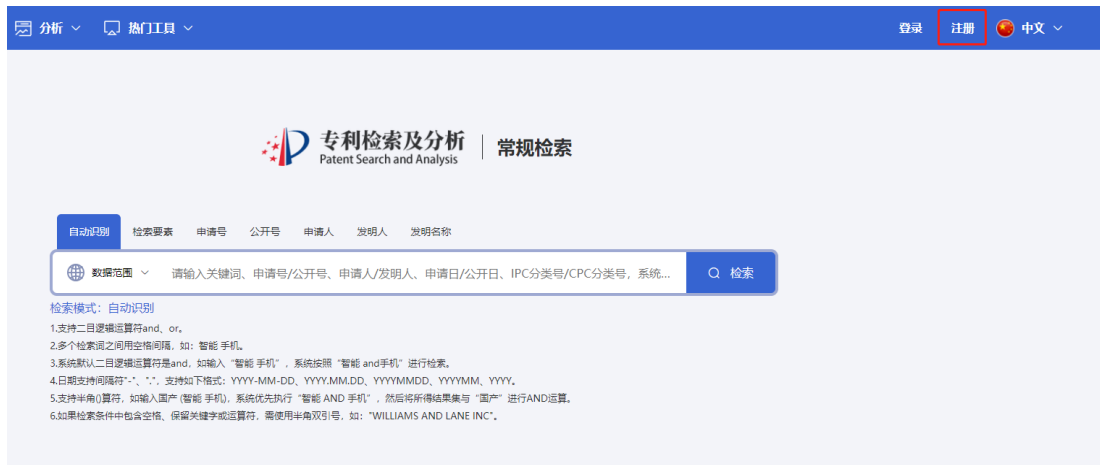 分析 热门工具 登录 注册 中文
专利检索及分析 常规检索
Patent Search and Analysis
自动识别 检索要素 申请号 公开号 申请人 发明人 发明名称
数据范围 请输入关键词、申请号/公开号、申请人/发明人、申请日/公开日、IPC分类号/CPC分类号，系统... 检索
检索模式：自动识别
1.支持二目逻辑运算符and、or。
2.多个检索词之间用空格间隔，如：智能 手机。
3.系统默认二目逻辑运算符是and，如输入“智能 手机”，系统按照“智能 and手机”进行检索。
4.日期支持间隔符"-"、"."，支持如下格式：YYYY-MM-DD、YYYY.MM.DD、YYYYMMDD、YYYYMM、YYYY。
5.支持半角()算符，如输入国产 (智能 手机)，系统优先执行“智能 AND 手机”，然后将所得结果集与“国产”进行AND运算。
6.如果检索条件中包含空格、保留关键字或运算符，需使用半角双引号，如："WILLIAMS AND LANE INC"。